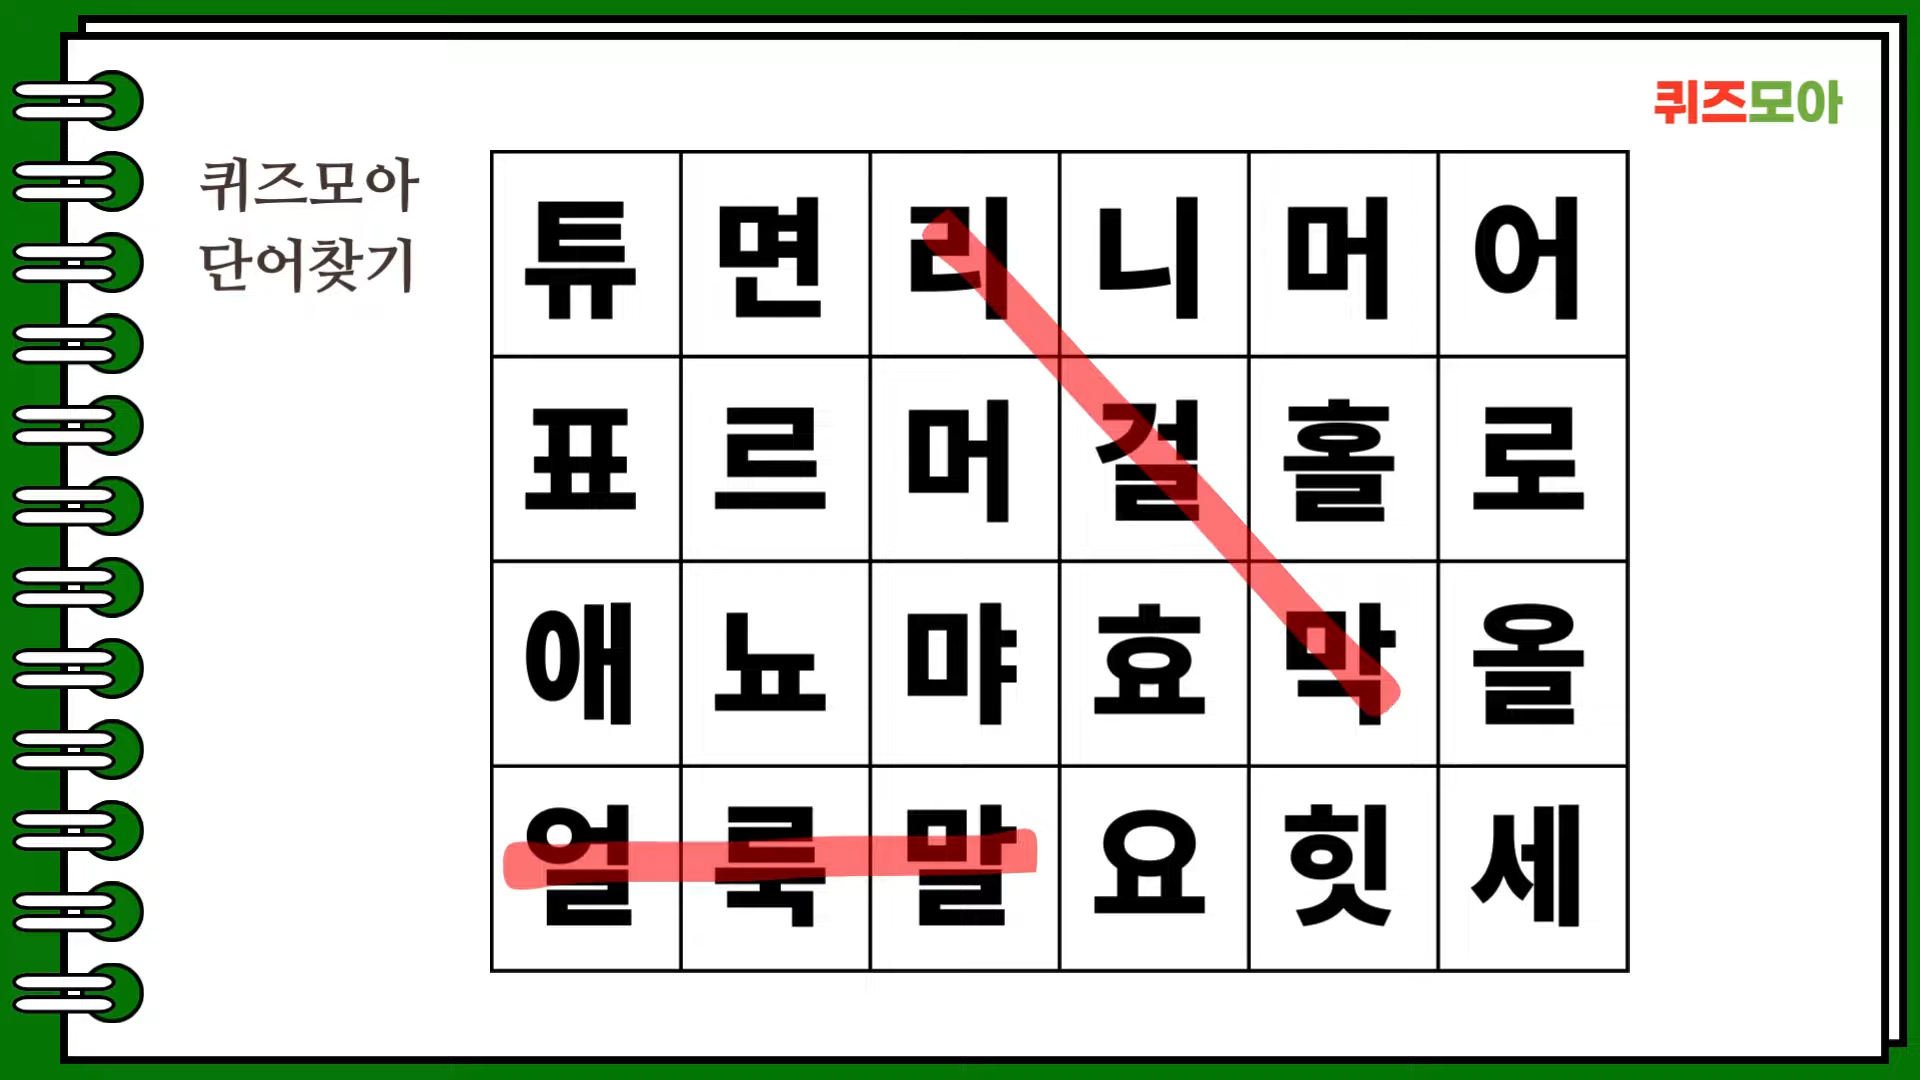 퀴즈모아
퀴즈모아
단어찾기
튜 면 리 니 머 어
표 르 머 걸 홀 로
애 뇨 먀 효 막 올
얼 룩 말 요 힛 세